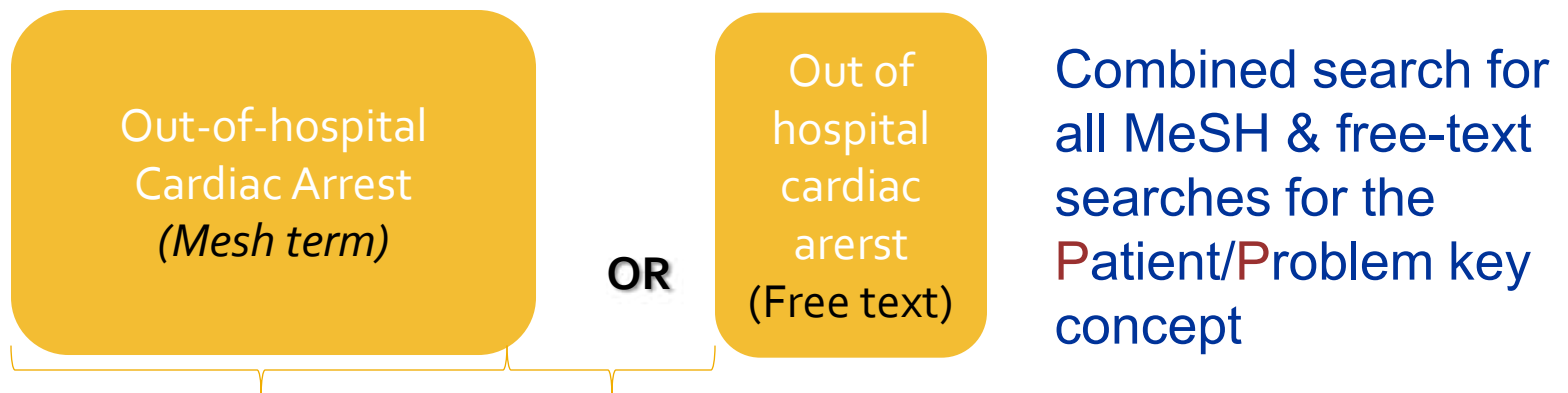 Out-of-hospital
Cardiac Arrest
(Mesh term)
OR
Out of
hospital
cardiac
arerst
(Free text)
Combined search for
all MeSH & free-text
searches for the
Patient/Problem key
concept